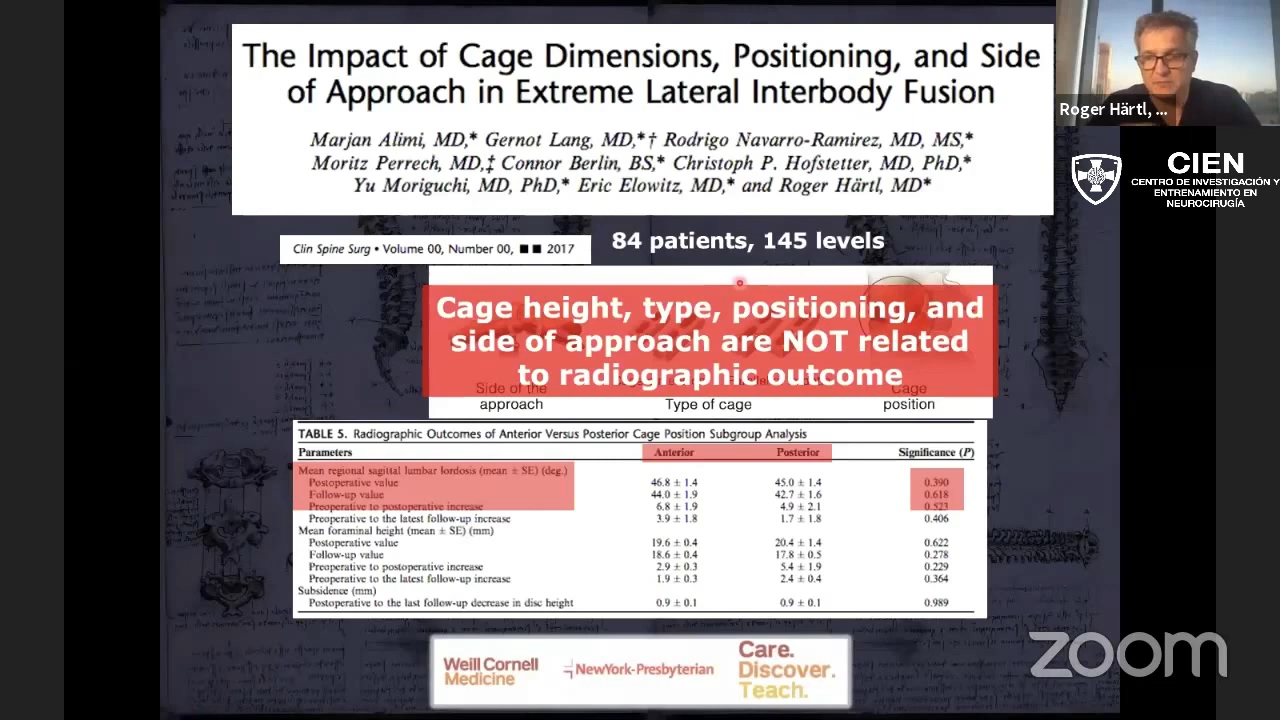 The Impact of Cage Dimensions, Positioning, and Side
of Approach in Extreme Lateral Interbody Fusion
Marjan Alimi, MD,* Gernot Lang, MD,*† Rodrigo Navarro-Ramirez, MD, MS,*
Moritz Perrech, MD,‡ Connor Berlin, BS,* Christoph P. Hofstetter, MD, PhD,*
Yu Moriguchi, MD, PhD,* Eric Elowitz, MD,* and Roger Härtl, MD*
Roger Härtl, ...
CIEN
CENTRO DE INVESTIGACIÓN Y
ENTRENAMIENTO EN
NEUROCIRUGÍA
Clin Spine Surg • Volume 00, Number 00, ■■ 2017
84 patients, 145 levels
Cage height, type, positioning, and
side of approach are NOT related
to radiographic outcome
Side of the approach
Type of cage
Cage position
TABLE 5. Radiographic Outcomes of Anterior Versus Posterior Cage Position Subgroup Analysis
Parameters Anterior Posterior Significance (P)
Mean regional sagittal lumbar lordosis (mean ± SE) (deg.)
Postoperative value 46.8 ± 1.4 45.0 ± 1.4 0.390
Follow-up value 44.0 ± 1.9 42.7 ± 1.6 0.618
Preoperative to postoperative increase 6.8 ± 1.9 4.9 ± 2.1 0.523
Preoperative to the latest follow-up increase 3.9 ± 1.8 1.7 ± 1.8 0.406
Mean foraminal height (mean ± SE) (mm)
Postoperative value 19.6 ± 0.4 20.4 ± 1.4 0.622
Follow-up value 18.6 ± 0.4 17.8 ± 0.5 0.278
Preoperative to postoperative increase 2.9 ± 0.3 5.4 ± 1.9 0.229
Preoperative to the latest follow-up increase 1.9 ± 0.3 2.4 ± 0.4 0.364
Subsidence (mm)
Postoperative to the last follow-up decrease in disc height 0.9 ± 0.1 0.9 ± 0.1 0.989
Weill Cornell
Medicine
NewYork-Presbyterian
Care.
Discover.
Teach.
zoom